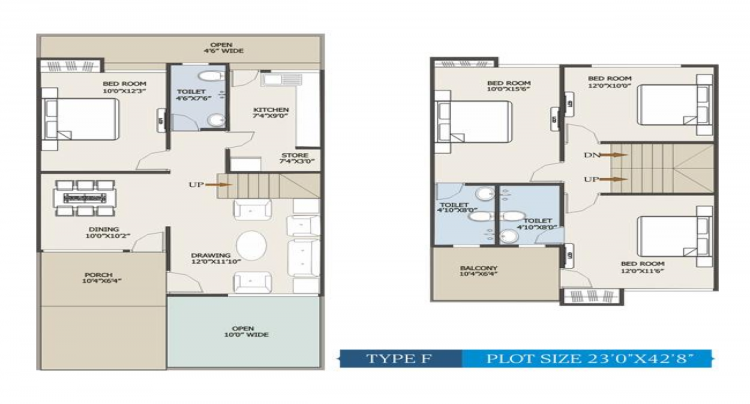 OPEN
4'6" WIDE
BED ROOM
10'0"X12'3"
TOILET
4'6"X7'6"
KITCHEN
7'4"X9'0"
STORE
7'4"X3'0"
UP
DINING
10'0"X10'2"
DRAWING
12'0"X11'10"
PORCH
10'4"X6'4"
OPEN
10'0" WIDE
BED ROOM
10'0"X15'6"
BED ROOM
12'0"X10'0"
DN
UP
TOILET
4'10"X8'0"
TOILET
4'10"X8'0"
BED ROOM
12'0"X11'6"
BALCONY
10'4"X6'4"
TYPE F
PLOT SIZE 23'0"X42'8"